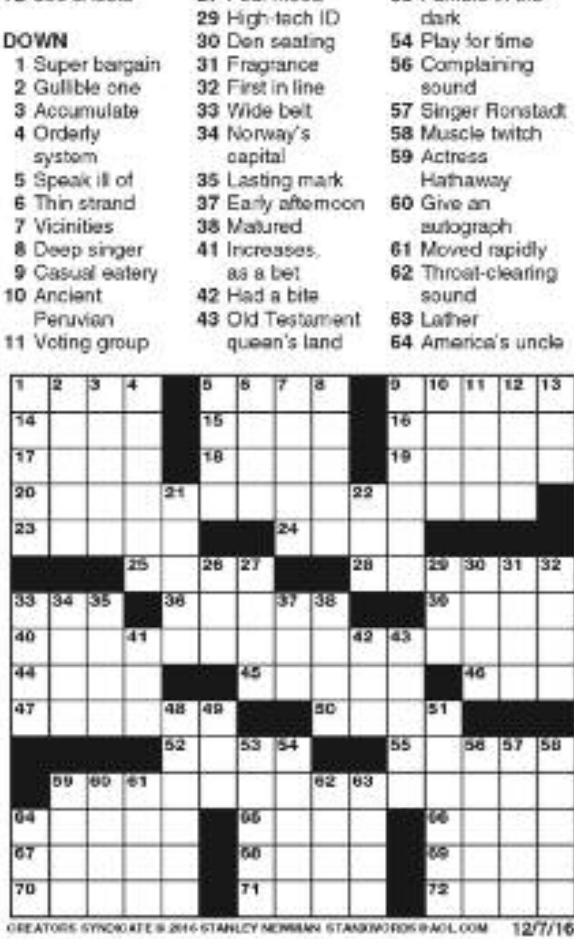 29 High-tech ID
DOWN
1 Super bargain
2 Gullible one
3 Accumulate
4 Orderly
system
5 Speak ill of
6 Thin strand
7 Vicinities
8 Deep singer
9 Casual eatery
10 Ancient
Peruvian
11 Voting group
30 Den seating
31 Fragrance
32 First in line
33 Wide belt
34 Norway's
capital
35 Lasting mark
37 Early afternoon
38 Matured
41 Increases,
as a bet
42 Had a bite
43 Old Testament
queen's land
dark
54 Play for time
56 Complaining
sound
57 Singer Ronstadt
58 Muscle twitch
59 Actress
Hathaway
60 Give an
autograph
61 Moved rapidly
62 Throat-clearing
sound
63 Lather
64 America's uncle
1 2 3 4 5 6 7 8 9 10 11 12 13
14 15 16
17 18 19
20 21 22
23 24
25 26 27 28 29 30 31 32
33 34 35 36 37 38 39
40 41 42 43
44 45 46
47 48 49 50 51
52 53 54 55 56 57 58
59 60 61 62 63
64 65 66
67 68 69
70 71 72
CREATORS SYNDICATE © 2016 STANLEY NEWMAN STANXWORDS@AOL.COM 12/7/16